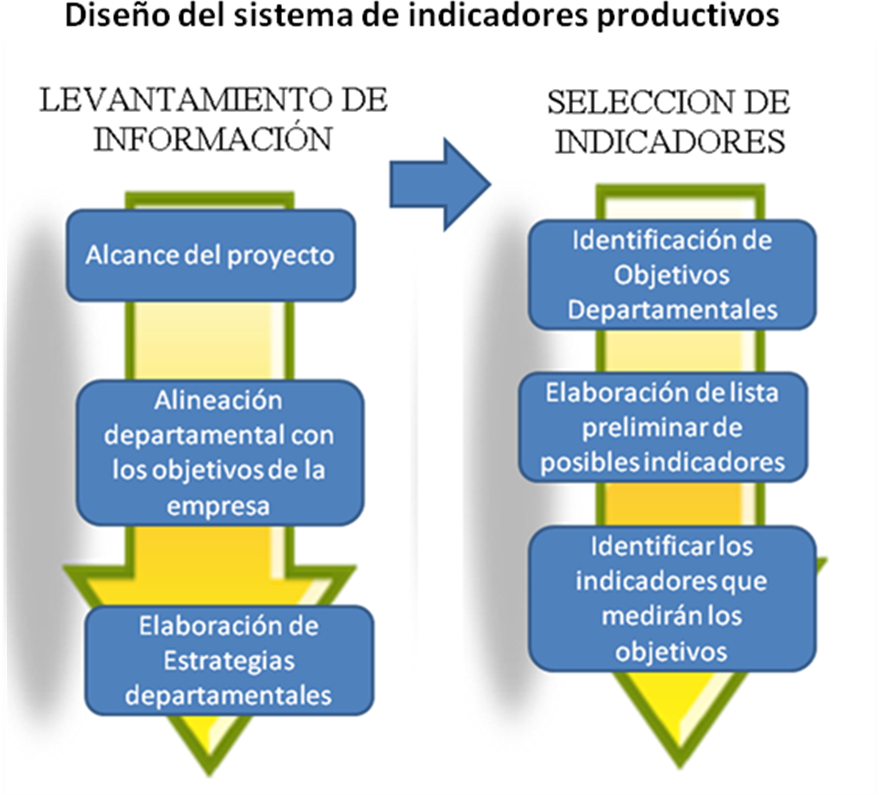 Diseño del sistema de indicadores productivos
LEVANTAMIENTO DE
INFORMACIÓN
Alcance del proyecto
Alineación
departamental con
los objetivos de la
empresa
Elaboración de
Estrategias
departamentales
SELECCION DE
INDICADORES
Identificación de
Objetivos
Departamentales
Elaboración de lista
preliminar de
posibles indicadores
Identificar los
indicadores que
medirán los
objetivos